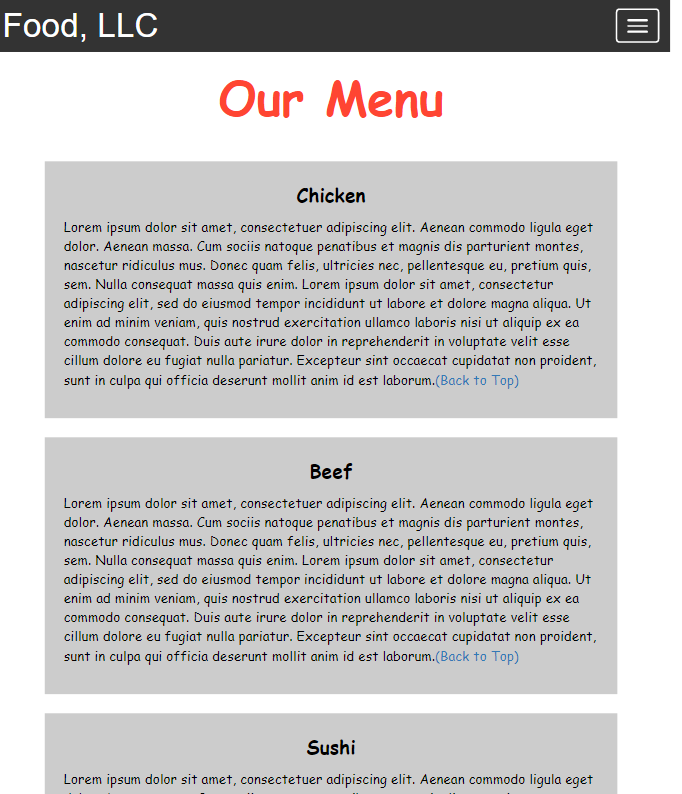 Food, LLC
Our Menu
Chicken
Lorem ipsum dolor sit amet, consectetuer adipiscing elit. Aenean commodo ligula eget
dolor. Aenean massa. Cum sociis natoque penatibus et magnis dis parturient montes,
nascetur ridiculus mus. Donec quam felis, ultricies nec, pellentesque eu, pretium quis,
sem. Nulla consequat massa quis enim. Lorem ipsum dolor sit amet, consectetur
adipiscing elit, sed do eiusmod tempor incididunt ut labore et dolore magna aliqua. Ut
enim ad minim veniam, quis nostrud exercitation ullamco laboris nisi ut aliquip ex ea
commodo consequat. Duis aute irure dolor in reprehenderit in voluptate velit esse
cillum dolore eu fugiat nulla pariatur. Excepteur sint occaecat cupidatat non proident,
sunt in culpa qui officia deserunt mollit anim id est laborum.(Back to Top)
Beef
Lorem ipsum dolor sit amet, consectetuer adipiscing elit. Aenean commodo ligula eget
dolor. Aenean massa. Cum sociis natoque penatibus et magnis dis parturient montes,
nascetur ridiculus mus. Donec quam felis, ultricies nec, pellentesque eu, pretium quis,
sem. Nulla consequat massa quis enim. Lorem ipsum dolor sit amet, consectetur
adipiscing elit, sed do eiusmod tempor incididunt ut labore et dolore magna aliqua. Ut
enim ad minim veniam, quis nostrud exercitation ullamco laboris nisi ut aliquip ex ea
commodo consequat. Duis aute irure dolor in reprehenderit in voluptate velit esse
cillum dolore eu fugiat nulla pariatur. Excepteur sint occaecat cupidatat non proident,
sunt in culpa qui officia deserunt mollit anim id est laborum.(Back to Top)
Sushi
Lorem ipsum dolor sit amet, consectetuer adipiscing elit. Aenean commodo ligula eget